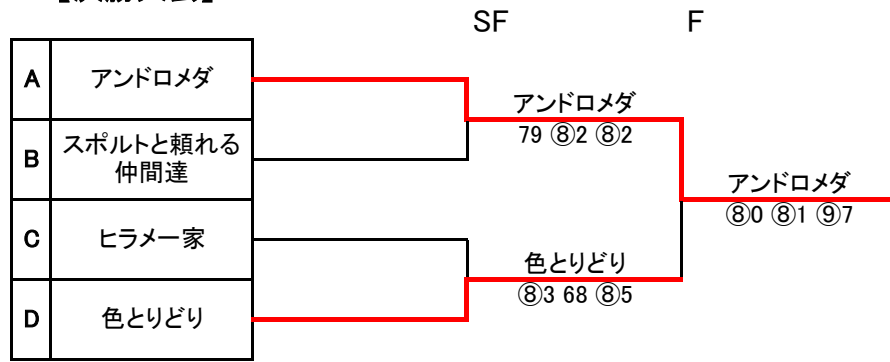 SF F
A アンドロメダ
B スポルトと頼れる
仲間達
C ヒラメ一家
D 色とりどり
アンドロメダ
79 ⑧2 ⑧2
色とりどり
⑧3 68 ⑧5
アンドロメダ
⑧0 ⑧1 ⑨7